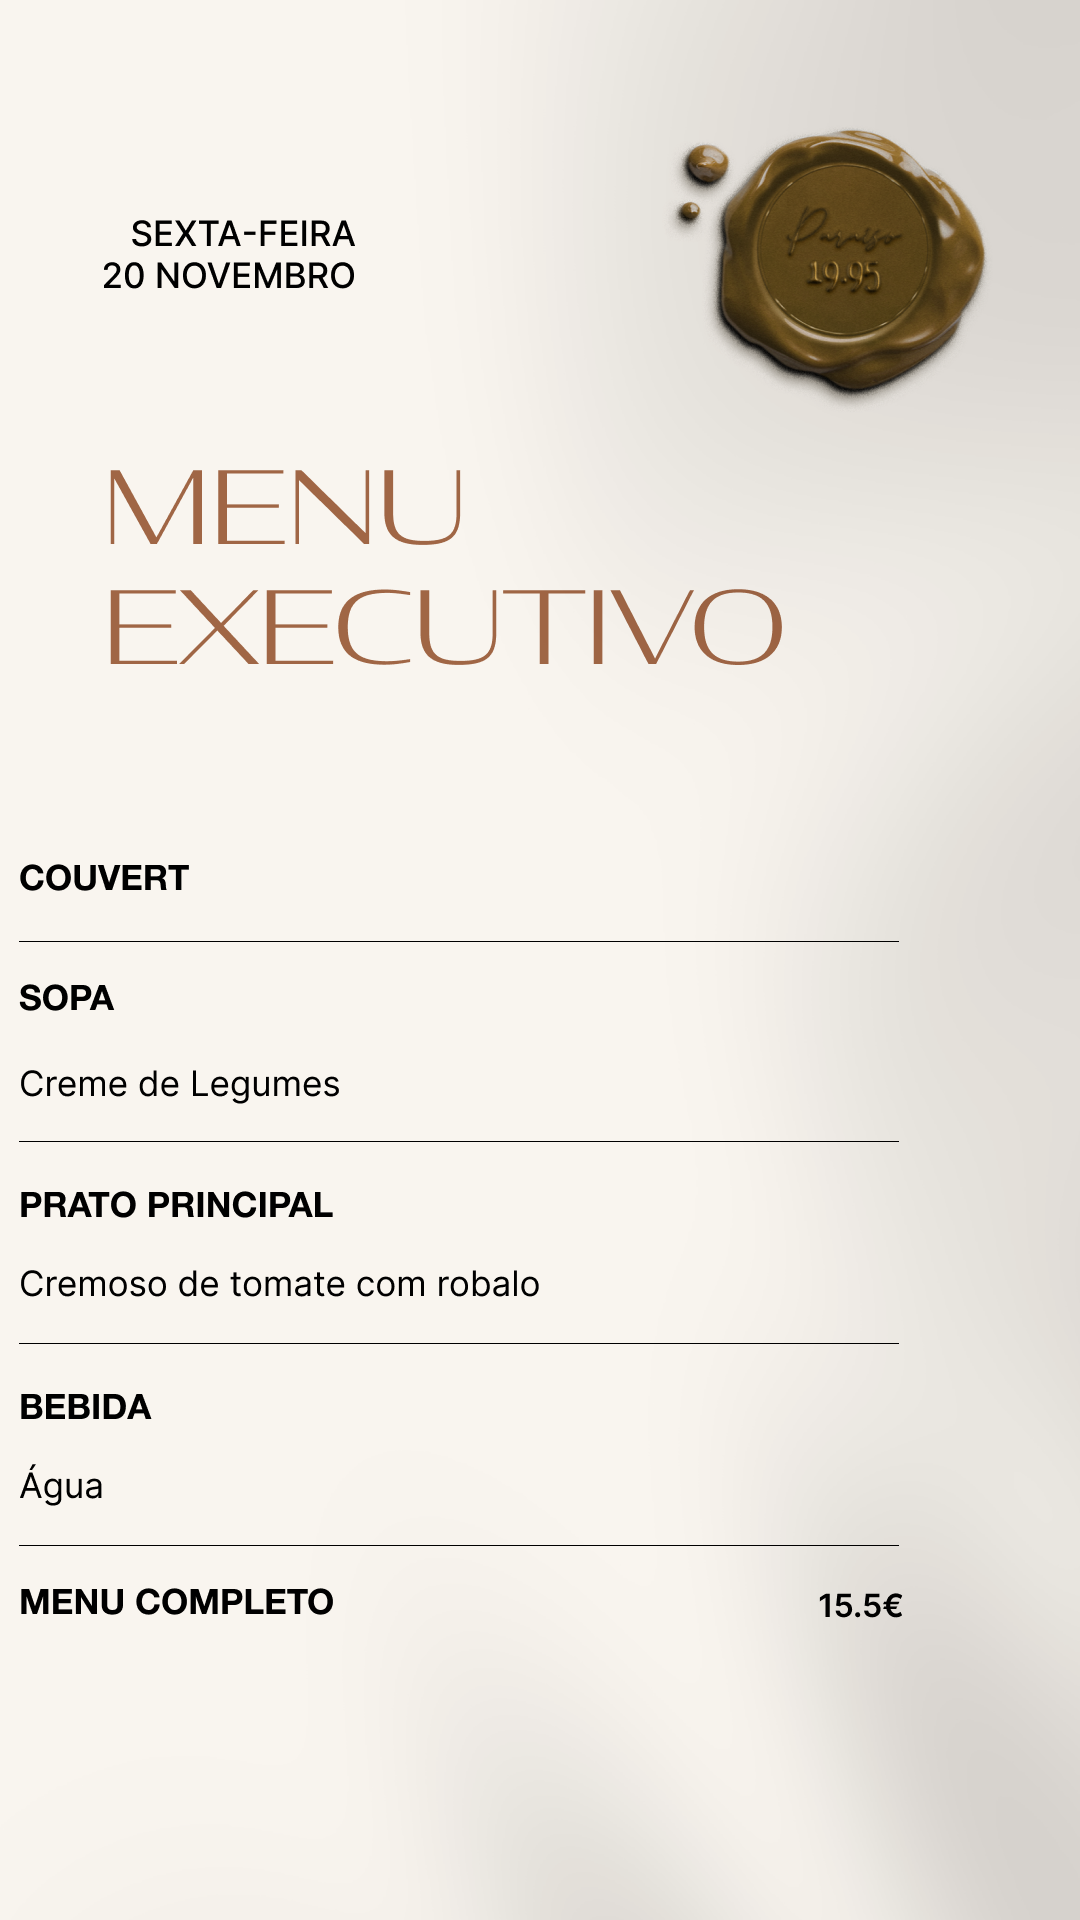 SEXTA-FEIRA
20 NOVEMBRO
Paraíso
19.95
MENU
EXECUTIVO
COUVERT
SOPA
Creme de Legumes
PRATO PRINCIPAL
Cremoso de tomate com robalo
BEBIDA
Água
MENU COMPLETO
15.5€